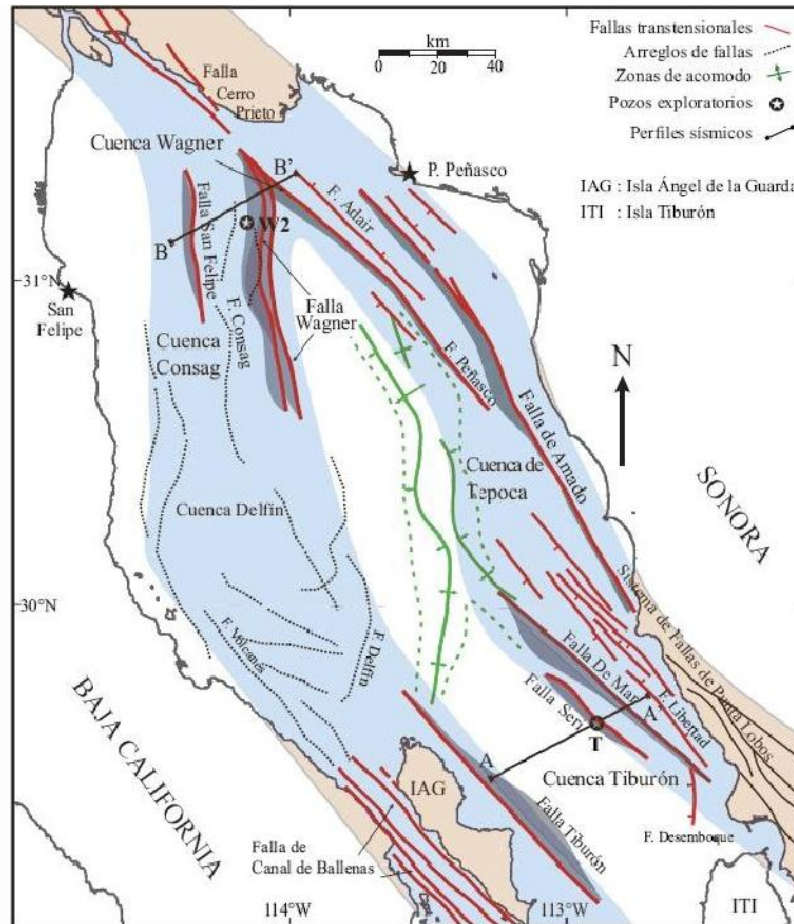 km
0 20 40
Fallas transtensionales
Arreglos de fallas
Zonas de acomodo
Pozos exploratorios
Perfiles sísmicos
IAG : Isla Ángel de la Guarda
ITI : Isla Tiburón
Falla
Cerro
Prieto
Cuenca Wagner
B'
P. Peñasco
F. Adair
Falla San Felipe
W2
B
31°N
San
Felipe
F. Consag
Falla
Wagner
Cuenca
Consag
F. Peñasco
N
Falla de Amado
Cuenca de
Tepoca
SONORA
Cuenca Delfín
30°N
Sistema de Fallas de Punta Lobos
F. Volcanes
F. Delfín
Falla De Mar
F. Libertad
Falla Seri
A'
T
BAJA CALIFORNIA
A
Cuenca Tiburón
IAG
Falla Tiburón
F. Desemboque
Falla de
Canal de Ballenas
114°W
113°W
ITI